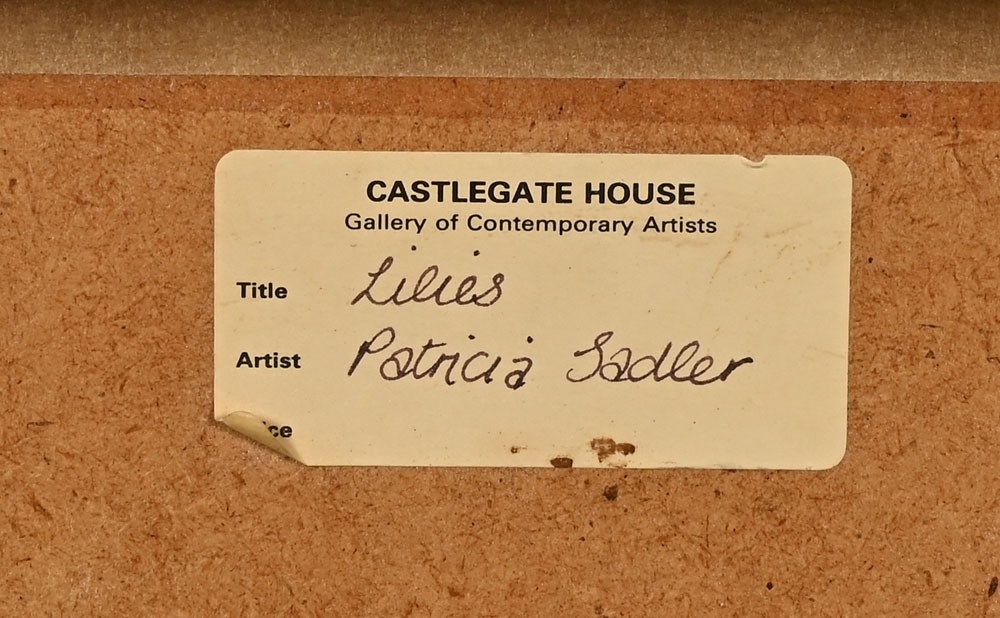 CASTLEGATE HOUSE
Gallery of Contemporary Artists
Title Lilies
Artist Patricia Sadler